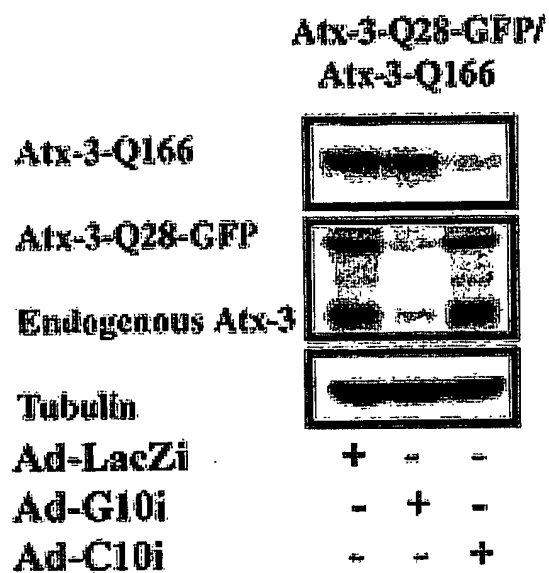 Atx-3-Q28-GFP/
Atx-3-Q166
Atx-3-Q166
Atx-3-Q28-GFP
Endogenous Atx-3
Tubulin
Ad-LacZi + - -
Ad-G10i - + -
Ad-C10i - - +